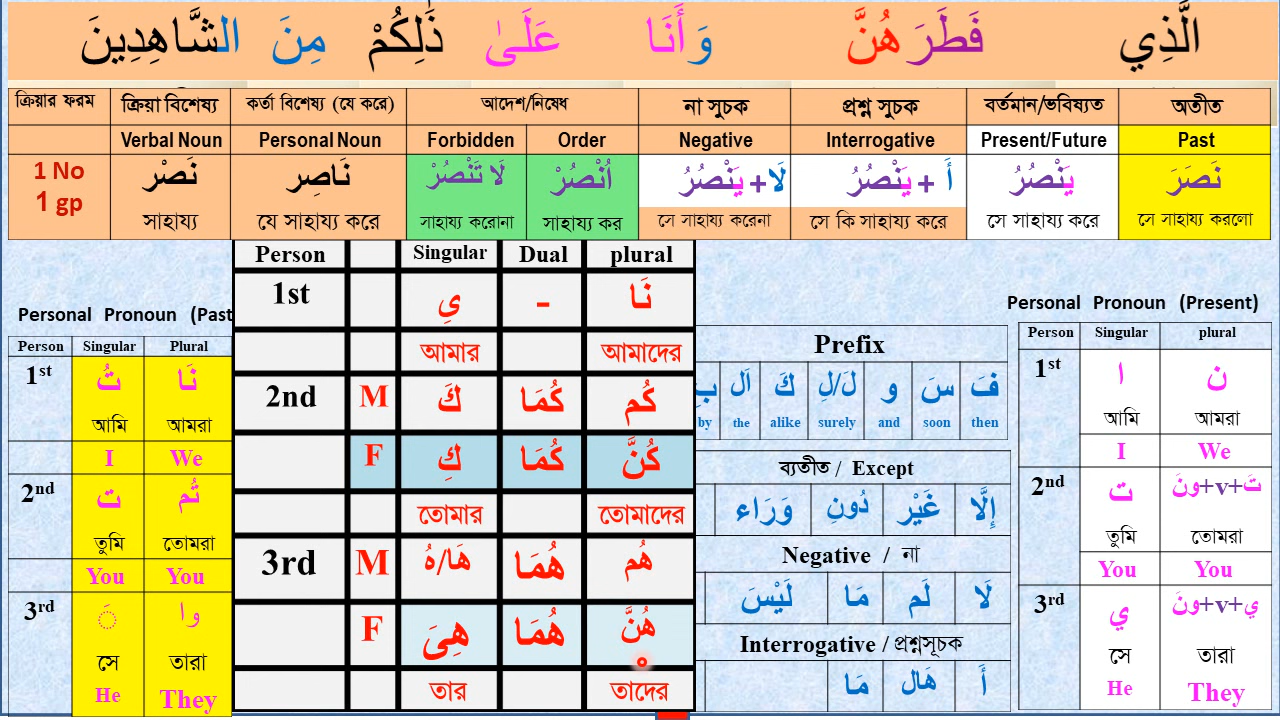 الَّذِي فَطَرَهُنَّ وَأَنَا عَلَىٰ ذَٰلِكُمْ مِنَ الشَّاهِدِينَ
ক্রিয়ার ফরম ক্রিয়া বিশেষ্য কর্তা বিশেষ্য (যে করে) আদেশ/নিষেধ না সুচক প্রশ্ন সুচক বর্তমান/ভবিষ্যত অতীত
Verbal Noun Personal Noun Forbidden Order Negative Interrogative Present/Future Past
1 No نَصْرْ نَاصِر لَا تَنْصُرْ اُنْصُرْ لَا+ يَنْصُرُ أَ + يَنْصُرُ يَنْصُرُ نَصَرَ
1 gp সাহায্য যে সাহায্য করে সাহায্য করোনা সাহায্য কর সে সাহায্য করেনা সে কি সাহায্য করে সে সাহায্য করে সে সাহায্য করলো
Person Singular Dual plural
1st يِ - نَا
আমার আমাদের
2nd M كَ كُمَا كُم
F كِ كُمَا كُنَّ
তোমার তোমাদের
3rd M هَا/هُ هُمَا هُم
F هِىَ هُمَا هُنَّ
তার তাদের
Personal Pronoun (Past
Person Singular Plural
1st تُ نَا
আমি আমরা
I We
2nd ت تُم
তুমি তোমরা
You You
3rd َ وا
সে তারা
He They
Prefix
بِ اَل كَ لَ/لِ و سَ فَ
by the alike surely and soon then
ব্যতীত / Except
وَرَاء دُونِ غَيْر إِلَّا
Negative / না
لَيْسَ مَا لَم لَا
Interrogative / প্রশ্নসূচক
مَا هَال أَ
Personal Pronoun (Present)
Person Singular plural
1st ا ن
আমি আমরা
I We
2nd ت تَ+v+ونَ
তুমি তোমরা
You You
3rd ي ي+v+ونَ
সে তারা
He They